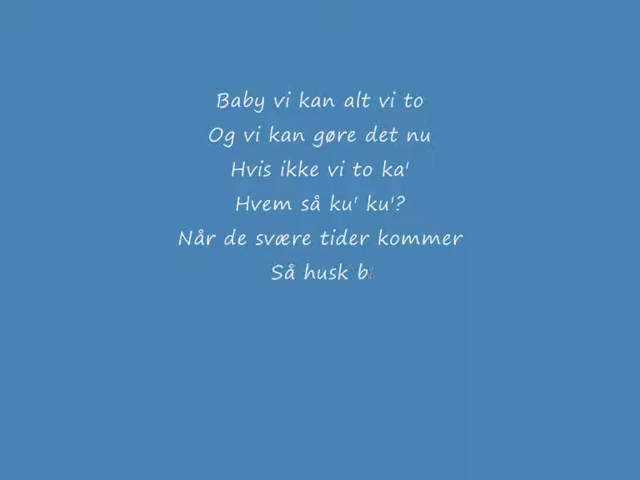 Baby vi kan alt vi to
Og vi kan gøre det nu
Hvis ikke vi to ka'
Hvem så ku' ku'?
Når de svære tider kommer
Så husk b